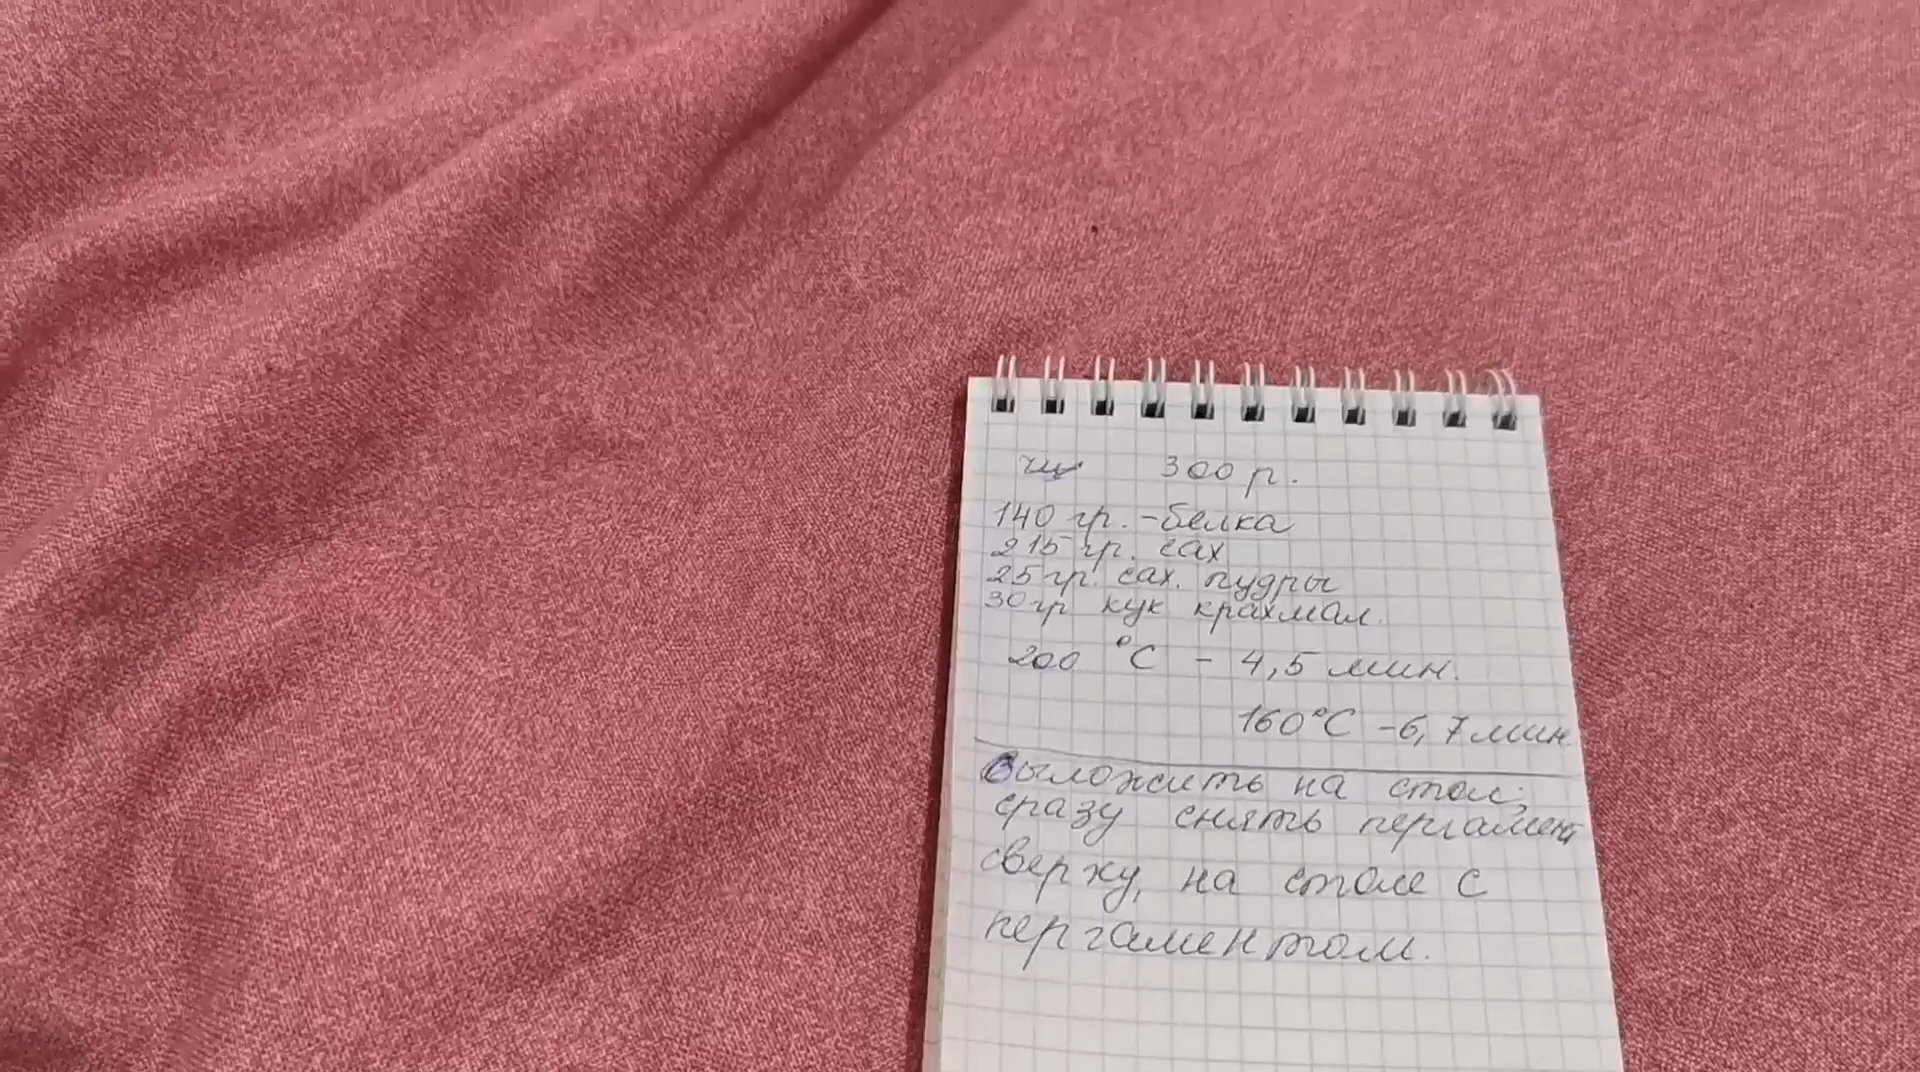 300 р.
140 гр. - белка
215 гр. сах
25 гр. сах. пудры
30 гр кук крахмал.
200 °C - 4,5 мин.
160°C - 6,7 мин.
Выложить на стол;
сразу снять пергамент
сверху, на столе с
пергаментом.